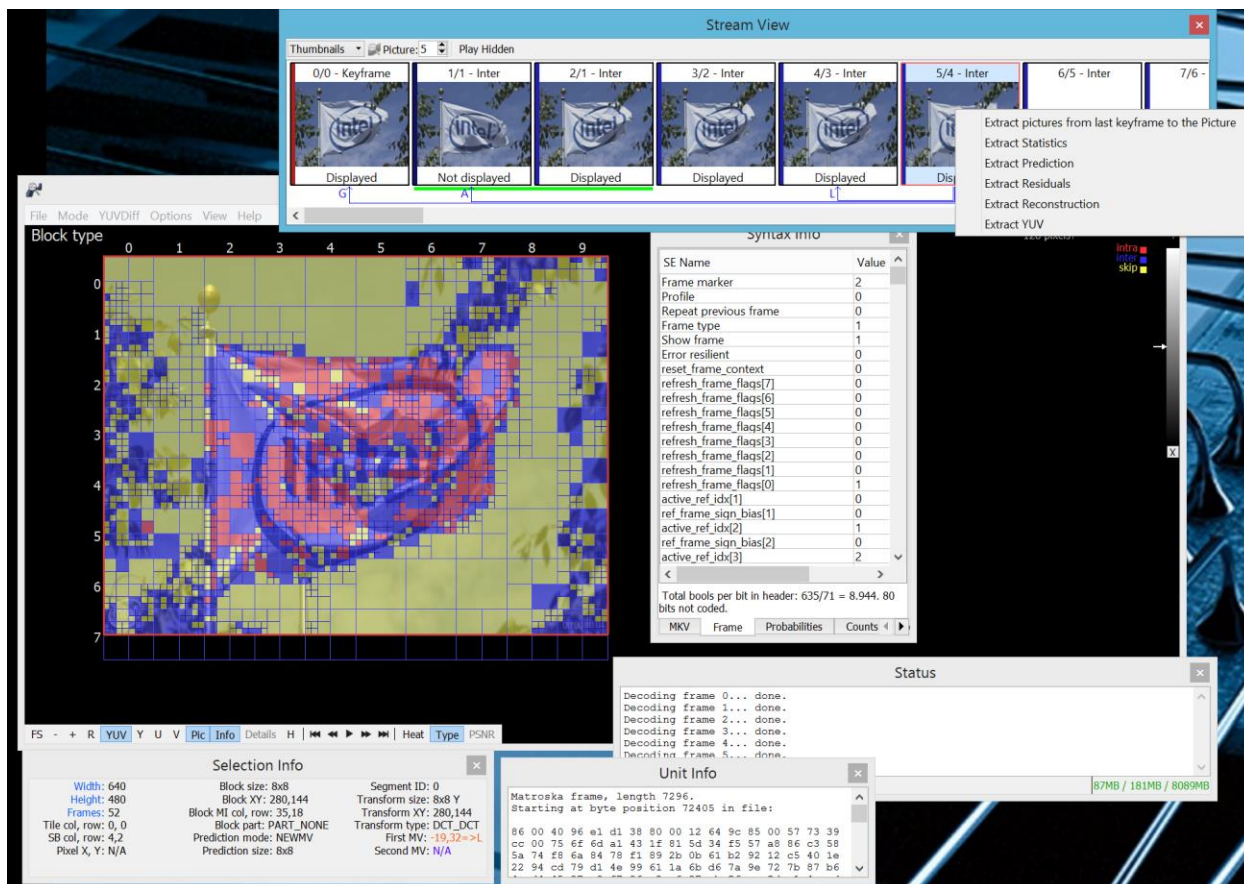 Stream View
Thumbnails Picture: 5 Play Hidden
0/0 - Keyframe 1/1 - Inter 2/1 - Inter 3/2 - Inter 4/3 - Inter 5/4 - Inter 6/5 - Inter 7/6 -
intel intel intel intel intel intel
Displayed Not displayed Displayed Displayed Displayed
G A L
Extract pictures from last keyframe to the Picture
Extract Statistics
Extract Prediction
Extract Residuals
Extract Reconstruction
Extract YUV
File Mode YUVDiff Options View Help
Block type
0 1 2 3 4 5 6 7 8 9
0
1
2
3
4
5
6
7
intra
inter
skip
X
Syntax Info
SE Name Value
Frame marker 2
Profile 0
Repeat previous frame 0
Frame type 1
Show frame 1
Error resilient 0
reset_frame_context 0
refresh_frame_flags[7] 0
refresh_frame_flags[6] 0
refresh_frame_flags[5] 0
refresh_frame_flags[4] 0
refresh_frame_flags[3] 0
refresh_frame_flags[2] 0
refresh_frame_flags[1] 0
refresh_frame_flags[0] 1
active_ref_idx[1] 0
ref_frame_sign_bias[1] 0
active_ref_idx[2] 1
ref_frame_sign_bias[2] 0
active_ref_idx[3] 2
Total bools per bit in header: 635/71 = 8.944. 80
bits not coded.
MKV Frame Probabilities Counts
FS - + R YUV Y U V Pic Info Details H Heat Type PSNR
Status
Decoding frame 0... done.
Decoding frame 1... done.
Decoding frame 2... done.
Decoding frame 3... done.
Decoding frame 4... done.
Decoding frame 5... done.
87MB / 181MB / 8089MB
Selection Info
Width: 640 Block size: 8x8 Segment ID: 0
Height: 480 Block XY: 280,144 Transform size: 8x8 Y
Frames: 52 Block MI col, row: 35,18 Transform XY: 280,144
Tile col, row: 0, 0 Block part: PART_NONE Transform type: DCT_DCT
SB col, row: 4,2 Prediction mode: NEWMV First MV: -19,32=>L
Pixel X, Y: N/A Prediction size: 8x8 Second MV: N/A
Unit Info
Matroska frame, length 7296.
Starting at byte position 72405 in file:
86 00 40 96 e1 d1 38 80 00 12 64 9c 85 00 57 73 39
cc 00 75 6f 6d a1 43 1f 81 5d 34 f5 57 a8 86 c3 58
5a 74 f8 6a 84 78 f1 89 2b 0b 61 b2 92 12 c5 40 1e
22 94 cd 79 d1 4e 99 61 1a 6b d6 7a 9e 72 7b 87 b6